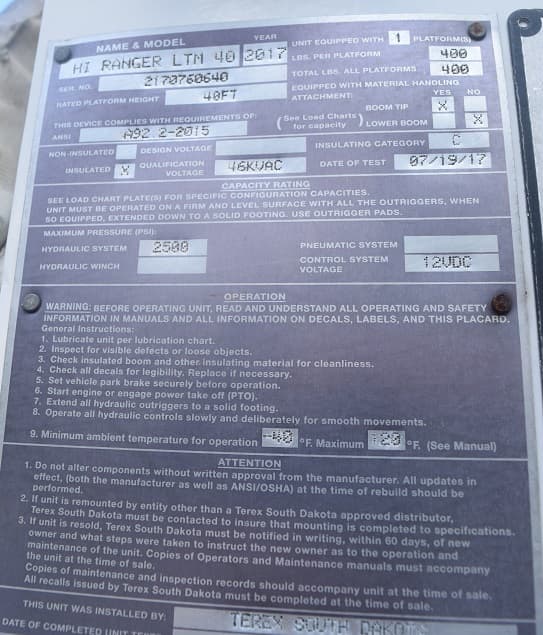 NAME & MODEL YEAR UNIT EQUIPPED WITH 1 PLATFORM(S)
HI RANGER LTM 40 2017 LBS. PER PLATFORM 400
SER. NO. 2170760640 TOTAL LBS. ALL PLATFORMS 400
RATED PLATFORM HEIGHT 40FT EQUIPPED WITH MATERIAL HANDLING
ATTACHMENT: YES NO
BOOM TIP X
THIS DEVICE COMPLIES WITH REQUIREMENTS OF: (See Load Charts for capacity) LOWER BOOM X
ANSI A92 2-2015
INSULATING CATEGORY C
NON-INSULATED DESIGN VOLTAGE
INSULATED X QUALIFICATION VOLTAGE 46KVAC DATE OF TEST 07/19/17
CAPACITY RATING
SEE LOAD CHART PLATE(S) FOR SPECIFIC CONFIGURATION CAPACITIES.
UNIT MUST BE OPERATED ON A FIRM AND LEVEL SURFACE WITH ALL THE OUTRIGGERS, WHEN
SO EQUIPPED, EXTENDED DOWN TO A SOLID FOOTING. USE OUTRIGGER PADS.
MAXIMUM PRESSURE (PSI):
HYDRAULIC SYSTEM 2500 PNEUMATIC SYSTEM
HYDRAULIC WINCH CONTROL SYSTEM VOLTAGE 12VDC
OPERATION
WARNING: BEFORE OPERATING UNIT, READ AND UNDERSTAND ALL OPERATING AND SAFETY
INFORMATION IN MANUALS AND ALL INFORMATION ON DECALS, LABELS, AND THIS PLACARD.
General Instructions:
1. Lubricate unit per lubrication chart.
2. Inspect for visible defects or loose objects.
3. Check insulated boom and other insulating material for cleanliness.
4. Check all decals for legibility. Replace if necessary.
5. Set vehicle park brake securely before operation.
6. Start engine or engage power take off (PTO).
7. Extend all hydraulic outriggers to a solid footing.
8. Operate all hydraulic controls slowly and deliberately for smooth movements.
9. Minimum ambient temperature for operation -40 °F. Maximum °F. (See Manual)
ATTENTION
1. Do not alter components without written approval from the manufacturer. All updates in
effect, (both the manufacturer as well as ANSI/OSHA) at the time of rebuild should be
performed.
2. If unit is remounted by entity other than a Terex South Dakota approved distributor,
Terex South Dakota must be contacted to insure that mounting is completed to specifications.
3. If unit is resold, Terex South Dakota must be notified in writing, within 60 days, of new
owner and what steps were taken to instruct the new owner as to the operation and
maintenance of the unit. Copies of Operators and Maintenance manuals must accompany
the unit at the time of sale.
Copies of maintenance and inspection records should accompany unit at the time of sale.
All recalls issued by Terex South Dakota must be completed at the time of sale.
THIS UNIT WAS INSTALLED BY: TEREX SOUTH DAKOTA
DATE OF COMPLETED UNIT